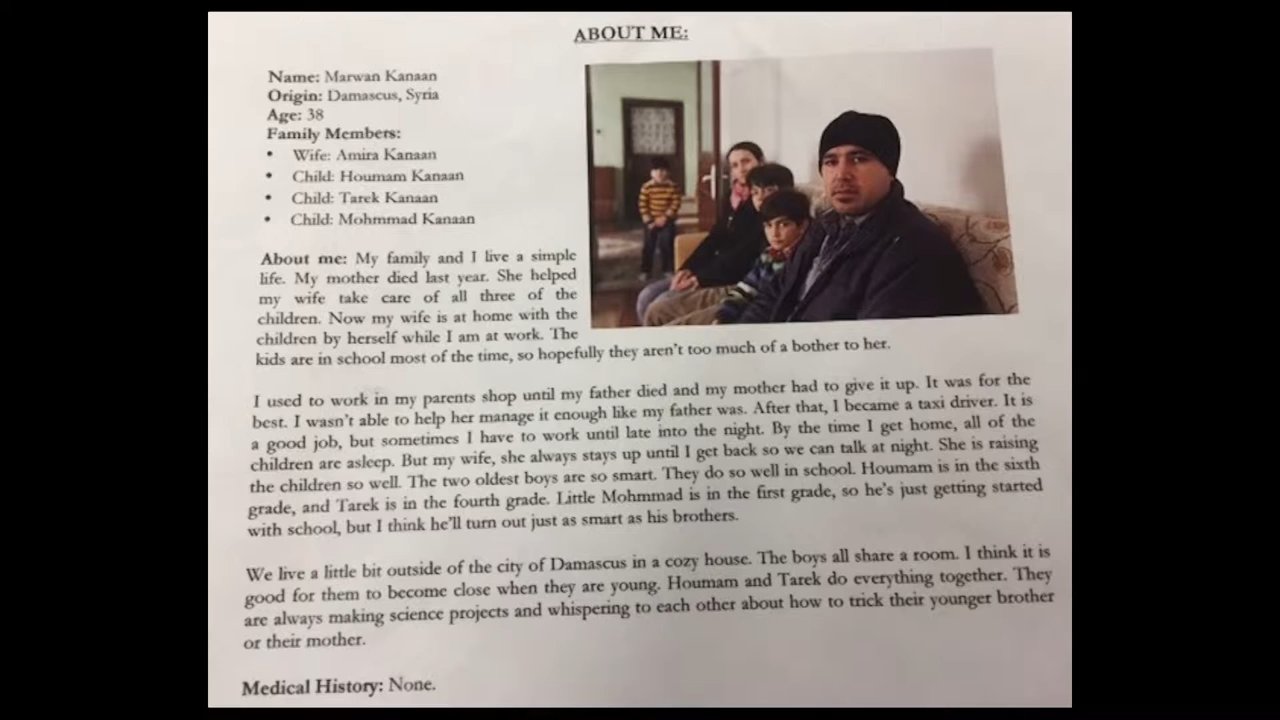 ABOUT ME:
Name: Marwan Kanaan
Origin: Damascus, Syria
Age: 38
Family Members:
• Wife: Amira Kanaan
• Child: Houmam Kanaan
• Child: Tarek Kanaan
• Child: Mohmmad Kanaan
About me: My family and I live a simple
life. My mother died last year. She helped
my wife take care of all three of the
children. Now my wife is at home with the
children by herself while I am at work. The
kids are in school most of the time, so hopefully they aren't too much of a bother to her.
I used to work in my parents shop until my father died and my mother had to give it up. It was for the
best. I wasn't able to help her manage it enough like my father was. After that, I became a taxi driver. It is
a good job, but sometimes I have to work until late into the night. By the time I get home, all of the
children are asleep. But my wife, she always stays up until I get back so we can talk at night. She is raising
the children so well. The two oldest boys are so smart. They do so well in school. Houmam is in the sixth
grade, and Tarek is in the fourth grade. Little Mohmmad is in the first grade, so he's just getting started
with school, but I think he'll turn out just as smart as his brothers.
We live a little bit outside of the city of Damascus in a cozy house. The boys all share a room. I think it is
good for them to become close when they are young. Houmam and Tarek do everything together. They
are always making science projects and whispering to each other about how to trick their younger brother
or their mother.
Medical History: None.